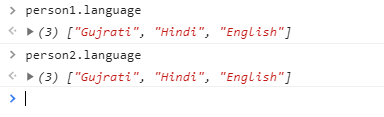 person1.language
(3) ["Gujrati", "Hindi", "English"]
person2.language
(3) ["Gujrati", "Hindi", "English"]